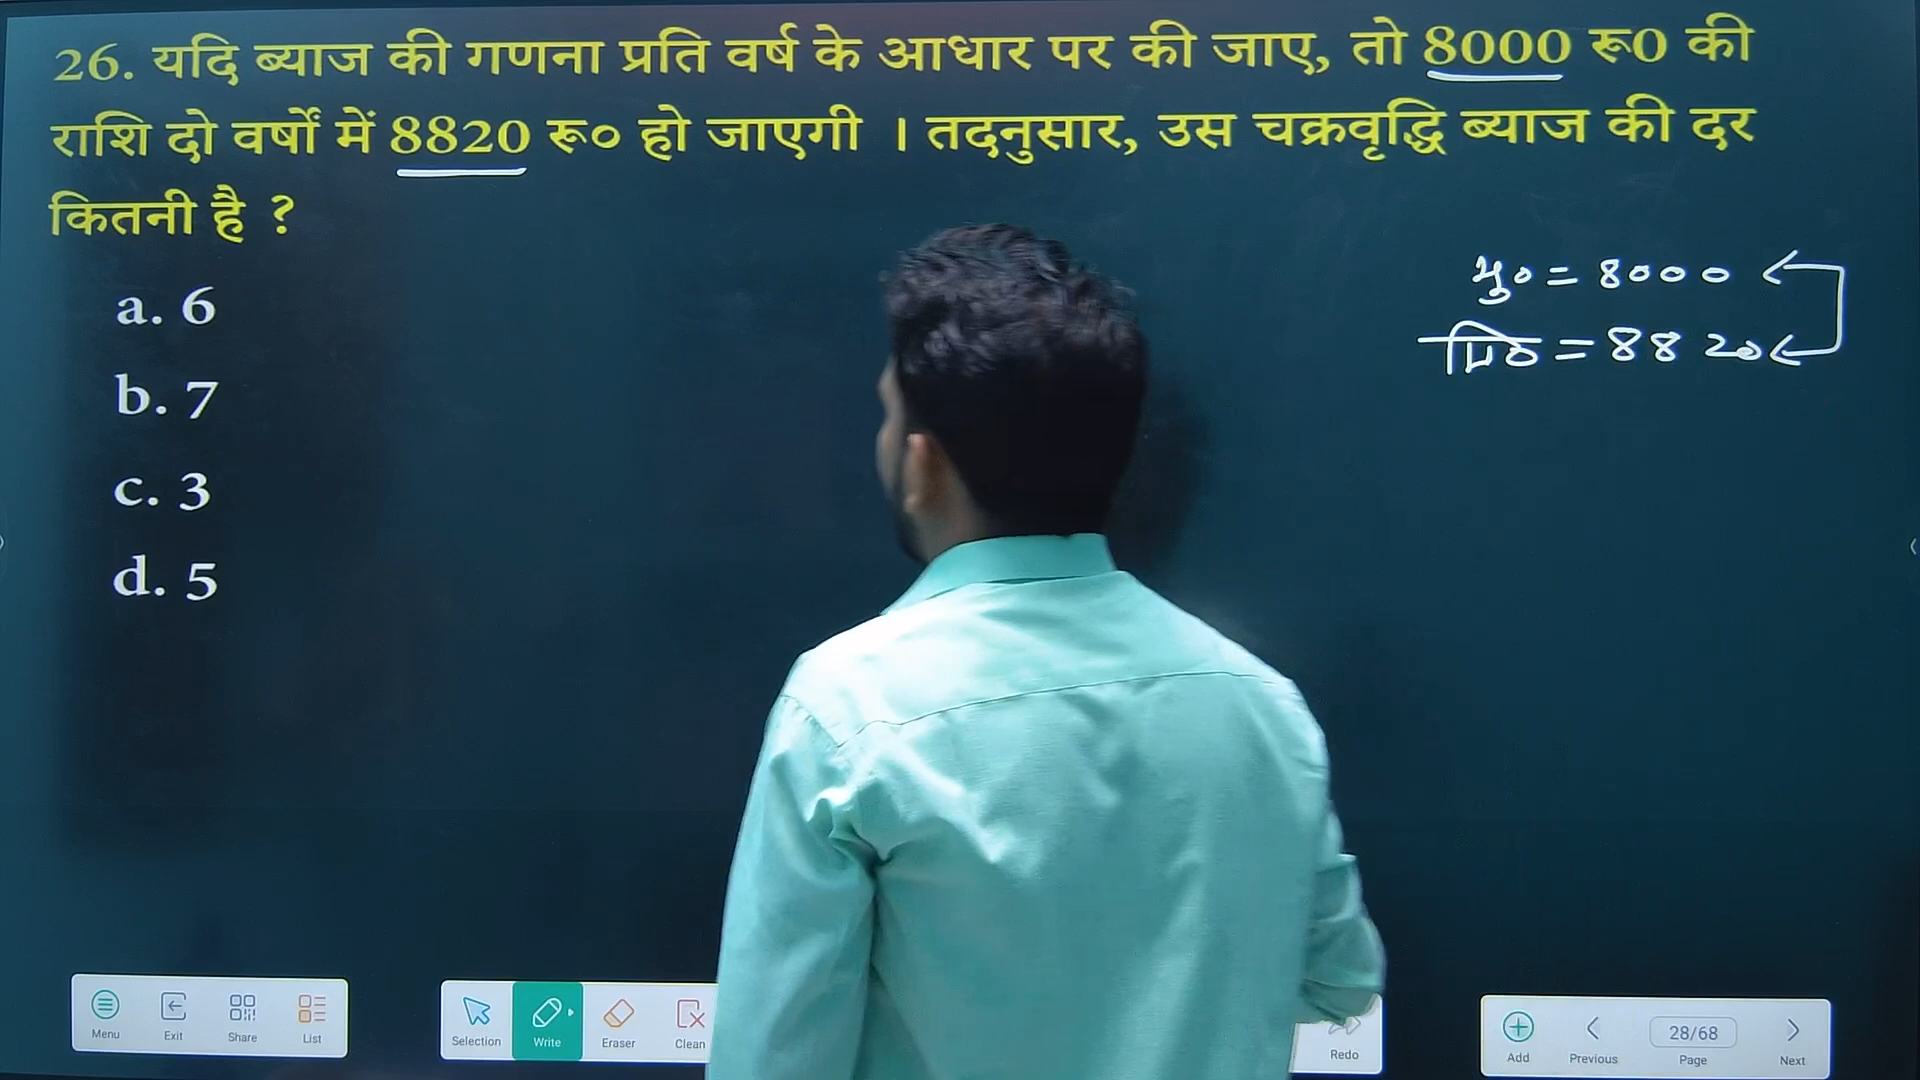 26. यदि ब्याज की गणना प्रति वर्ष के आधार पर की जाए, तो 8000 रू0 की
राशि दो वर्षों में 8820 रू० हो जाएगी । तदनुसार, उस चक्रवृद्धि ब्याज की दर
कितनी है ?
a. 6
b. 7
c. 3
d. 5
मु० = 8000
मि० = 8820
Menu
Exit
Share
List
Selection
Write
Eraser
Clean
Redo
Add
Previous
28/68
Page
Next